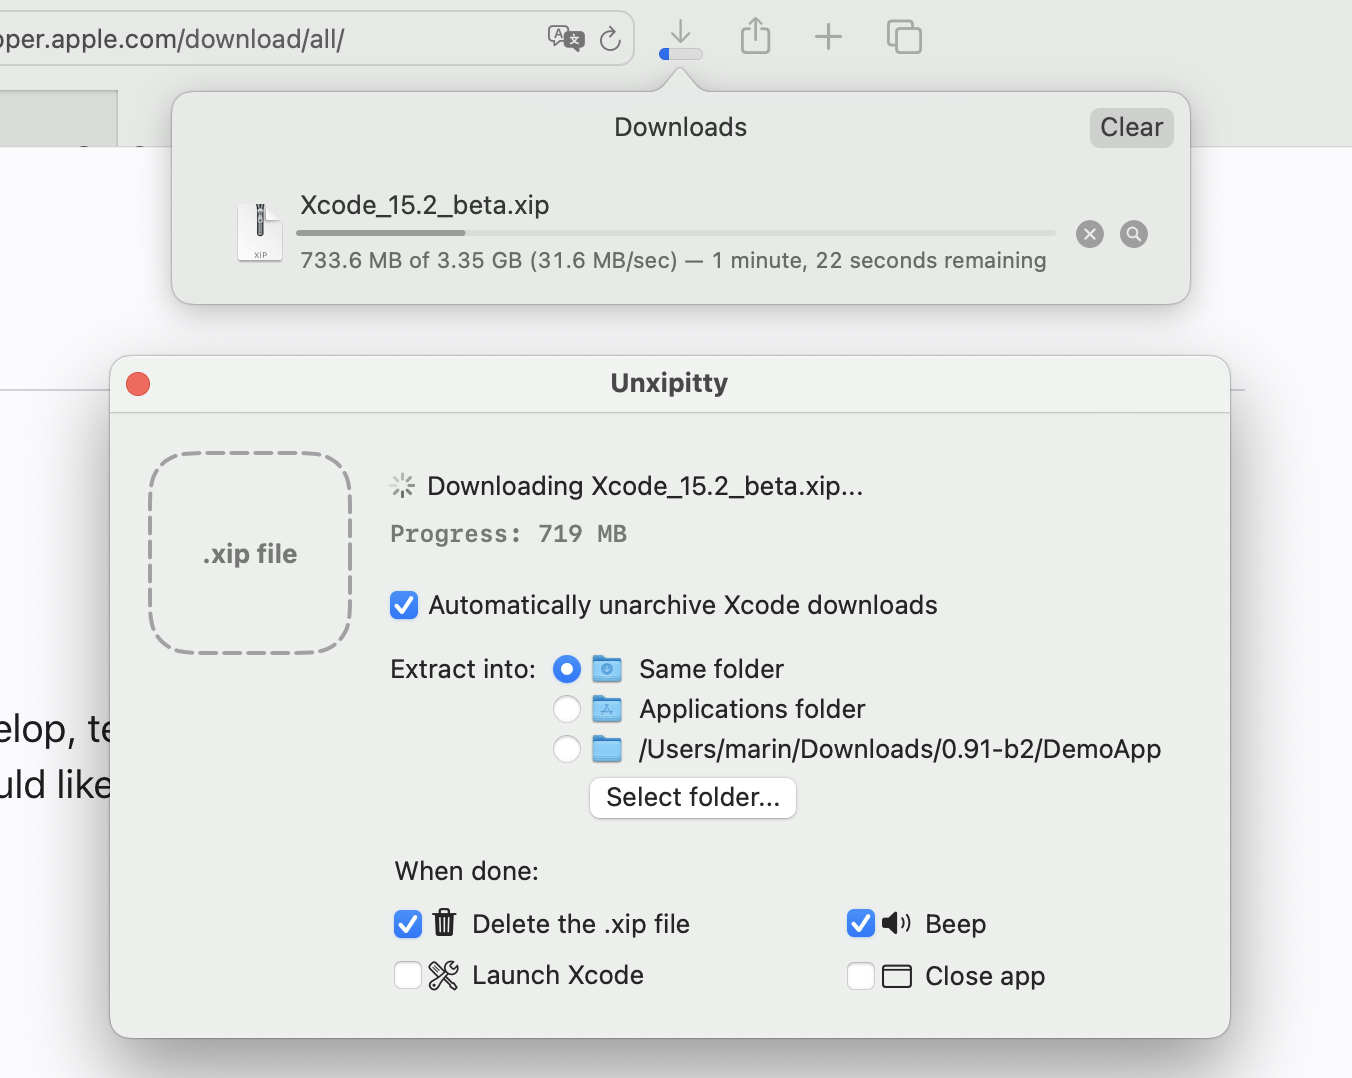 oper.apple.com/download/all/
Downloads
Clear
Xcode_15.2_beta.xip
XIP
733.6 MB of 3.35 GB (31.6 MB/sec) — 1 minute, 22 seconds remaining
Unxipitty
.xip file
Downloading Xcode_15.2_beta.xip...
Progress: 719 MB
Automatically unarchive Xcode downloads
Extract into:
Same folder
Applications folder
/Users/marin/Downloads/0.91-b2/DemoApp
Select folder...
elop, te
uld like
When done:
Delete the .xip file
Beep
Launch Xcode
Close app